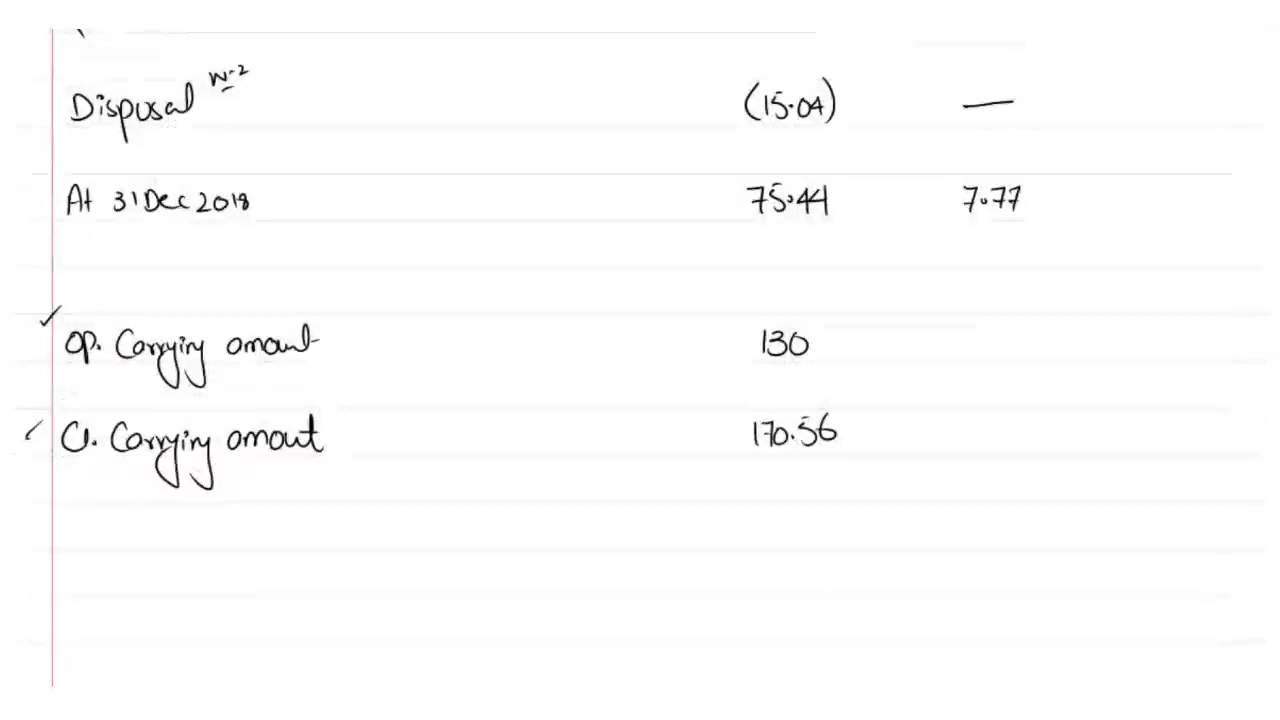 Disposal W-2 (15.04) —
At 31 Dec 2018 75.44 7.77
op. Carrying amount 130
Cl. Carrying amout 170.56